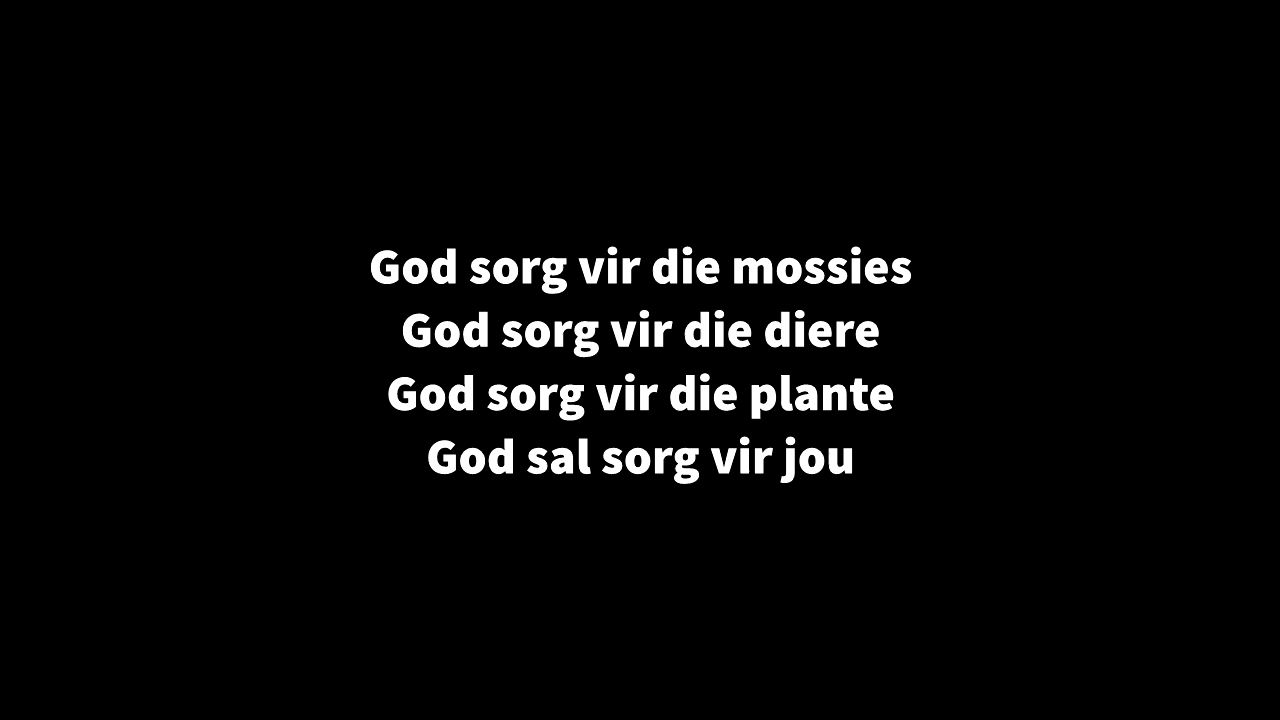 God sorg vir die mossies
God sorg vir die diere
God sorg vir die plante
God sal sorg vir jou